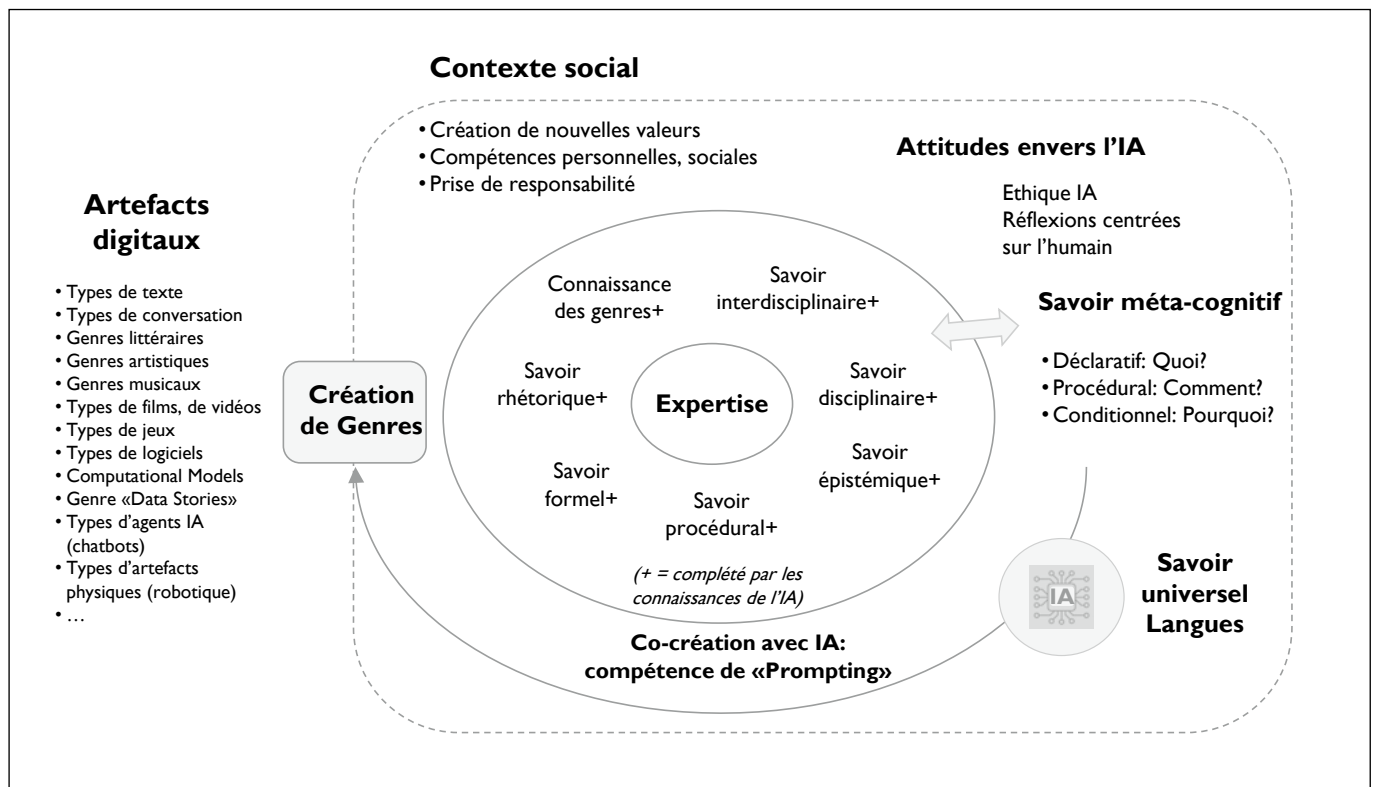 Contexte social
• Création de nouvelles valeurs
• Compétences personnelles, sociales
• Prise de responsabilité
Attitudes envers l'IA
Ethique IA
Réflexions centrées
sur l'humain
Artefacts
digitaux
• Types de texte
• Types de conversation
• Genres littéraires
• Genres artistiques
• Genres musicaux
• Types de films, de vidéos
• Types de jeux
• Types de logiciels
• Computational Models
• Genre «Data Stories»
• Types d'agents IA
(chatbots)
• Types d'artefacts
physiques (robotique)
• …
Création
de Genres
Connaissance
des genres+
Savoir
interdisciplinaire+
Savoir
rhétorique+
Expertise
Savoir
disciplinaire+
Savoir
formel+
Savoir
procédural+
Savoir
épistémique+
(+ = complété par les
connaissances de l'IA)
Savoir méta-cognitif
• Déclaratif: Quoi?
• Procédural: Comment?
• Conditionnel: Pourquoi?
IA
Savoir
universel
Langues
Co-création avec IA:
compétence de «Prompting»